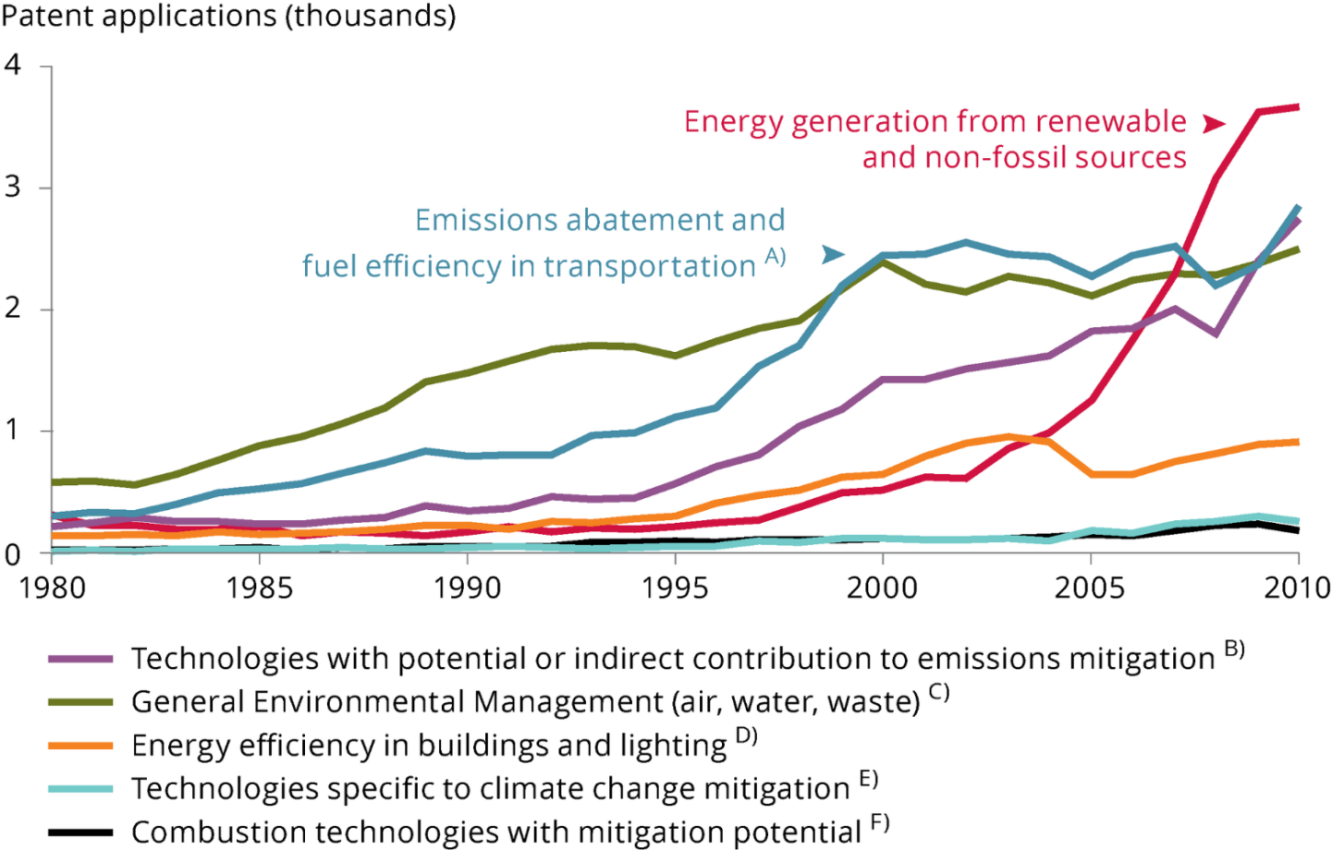 Patent applications (thousands)
4
Energy generation from renewable
and non-fossil sources
3
Emissions abatement and
fuel efficiency in transportation A)
2
1
0
1980 1985 1990 1995 2000 2005 2010
Technologies with potential or indirect contribution to emissions mitigation B)
General Environmental Management (air, water, waste) C)
Energy efficiency in buildings and lighting D)
Technologies specific to climate change mitigation E)
Combustion technologies with mitigation potential F)